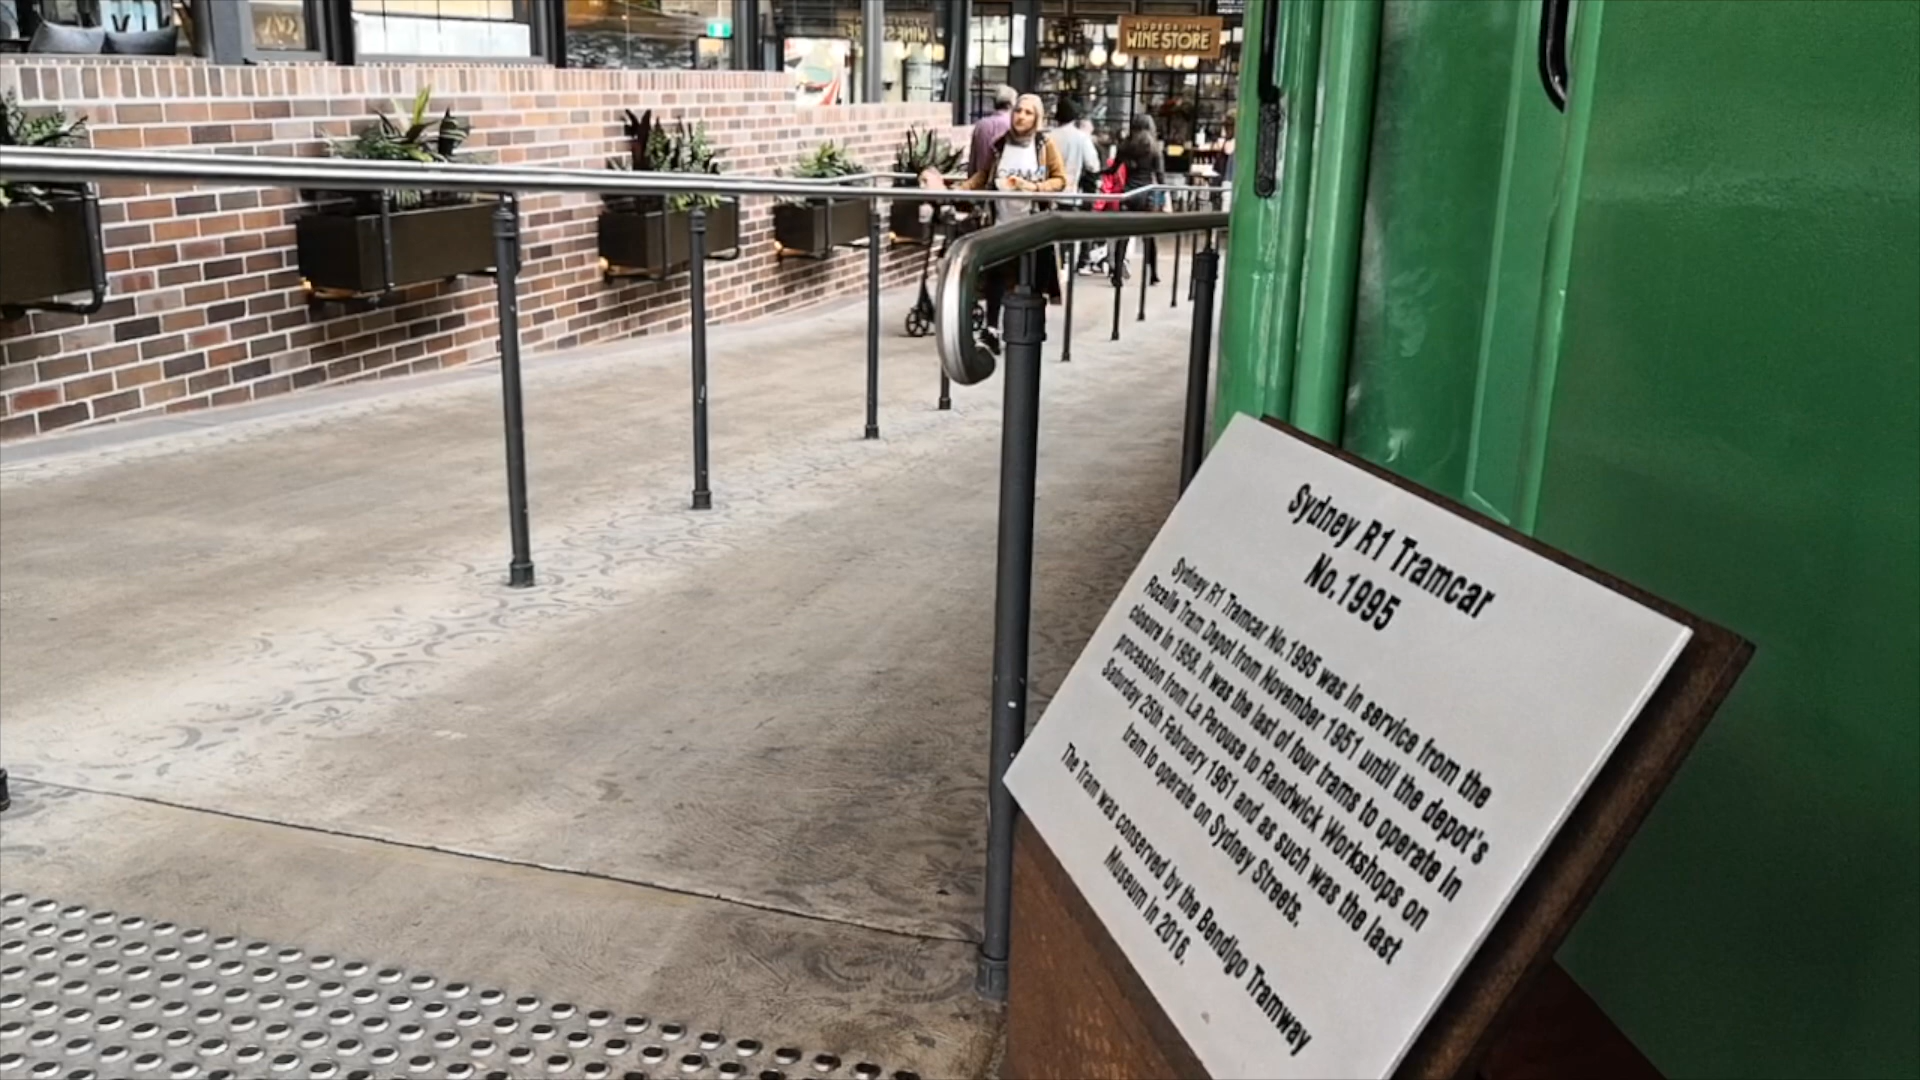 BODEGA 1904
WINE STORE
Sydney R1 Tramcar
No.1995
Sydney R1 Tramcar No.1995 was in service from the
Rozelle Tram Depot from November 1951 until the depot's
closure in 1958. It was the last of four trams to operate in
procession from La Perouse to Randwick Workshops on
Saturday 25th February 1961 and as such was the last
tram to operate on Sydney Streets.
The Tram was conserved by the Bendigo Tramway
Museum in 2016.